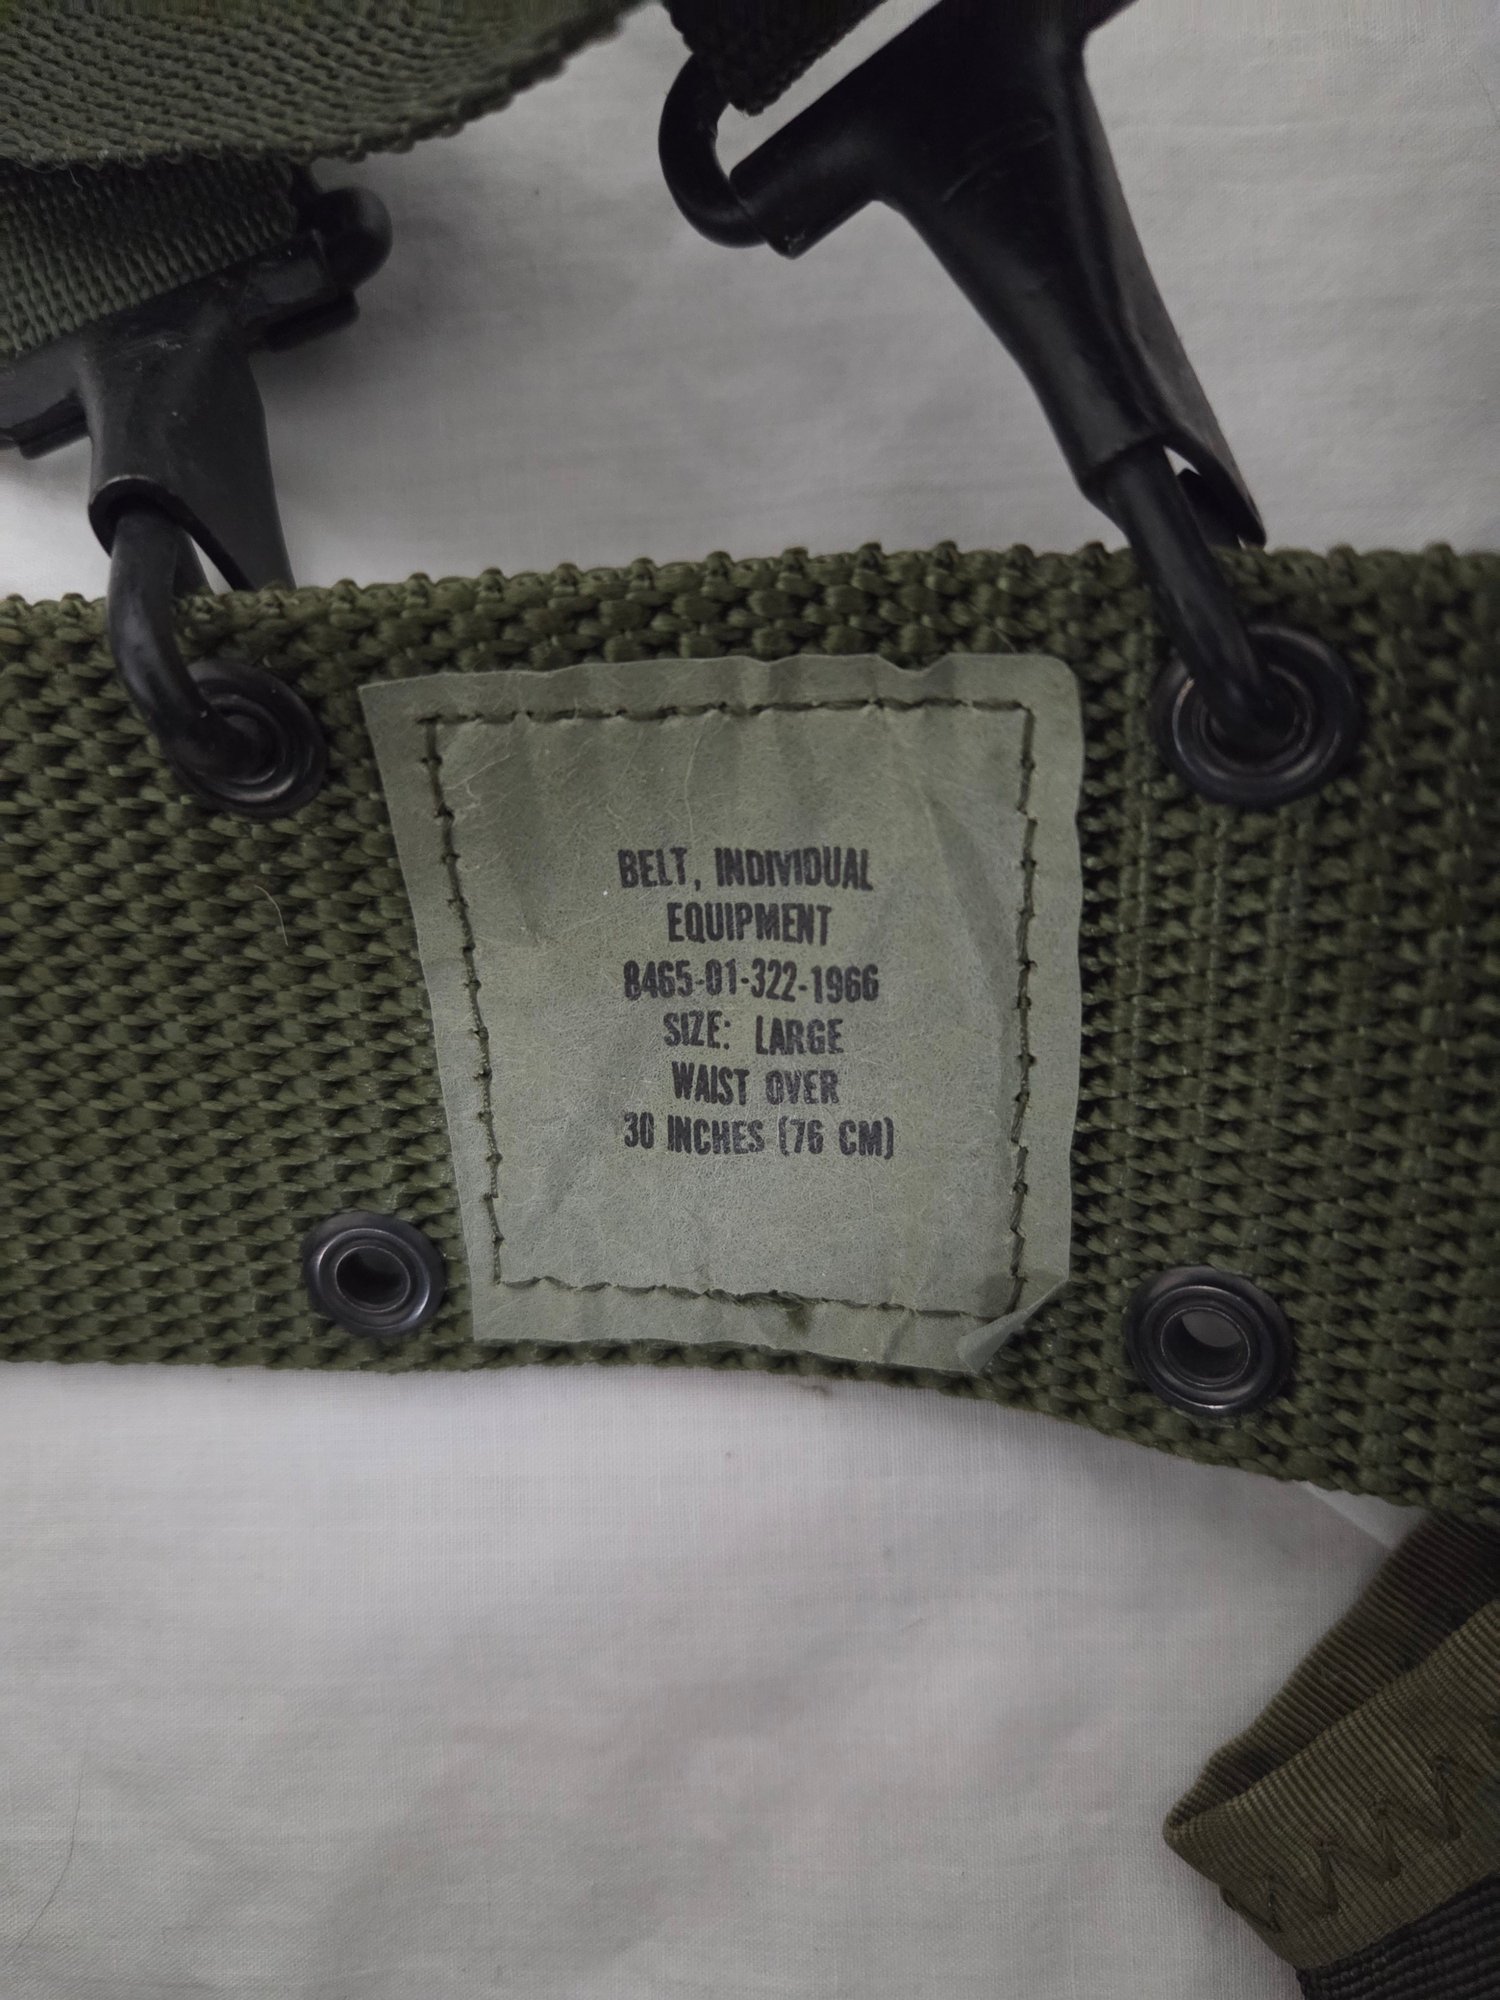 BELT, INDIVIDUAL
EQUIPMENT
8465-01-322-1966
SIZE: LARGE
WAIST OVER
30 INCHES (76 CM)